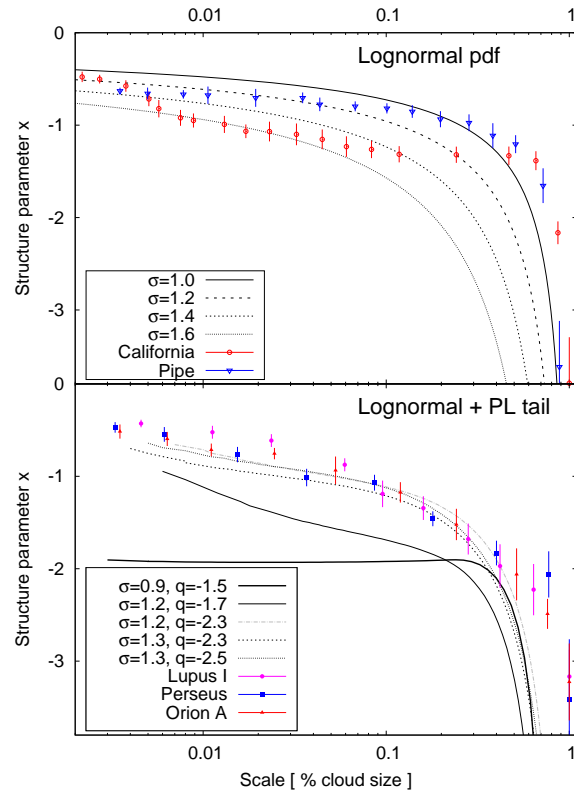 0.01 0.1 1
Lognormal pdf
0
-1
-2
-3
Structure parameter x
σ=1.0
σ=1.2
σ=1.4
σ=1.6
California
Pipe
0
Lognormal + PL tail
-1
-2
-3
Structure parameter x
σ=0.9, q=-1.5
σ=1.2, q=-1.7
σ=1.2, q=-2.3
σ=1.3, q=-2.3
σ=1.3, q=-2.5
Lupus I
Perseus
Orion A
0.01 0.1 1
Scale [ % cloud size ]